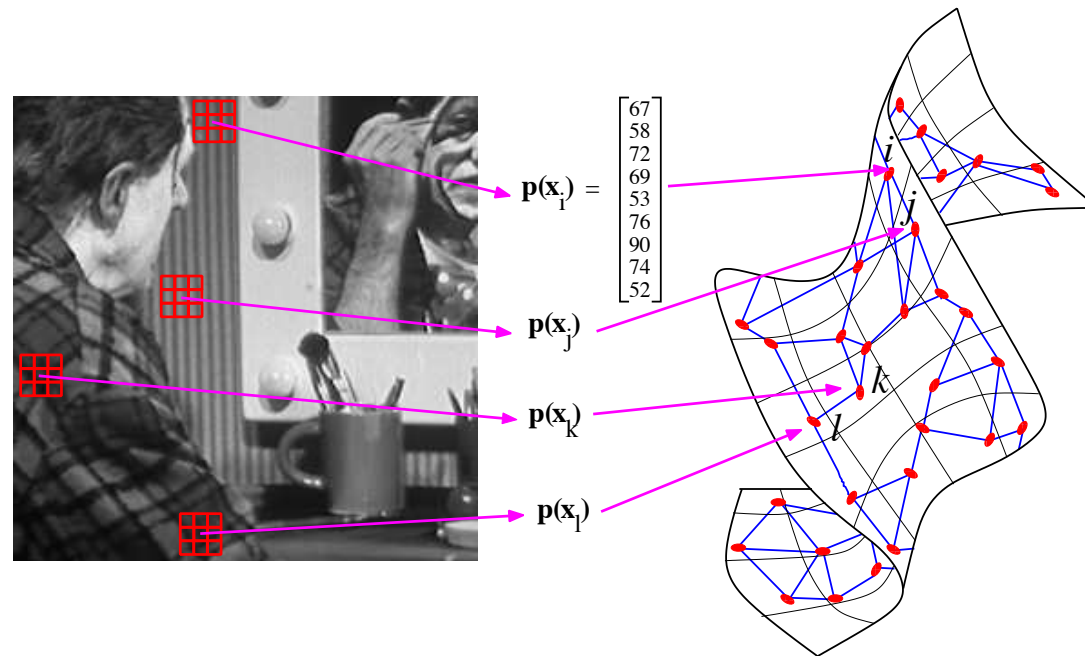 p(x_i) =
67
58
72
69
53
76
90
74
52
p(x_j)
p(x_k)
p(x_l)
i
j
k
l